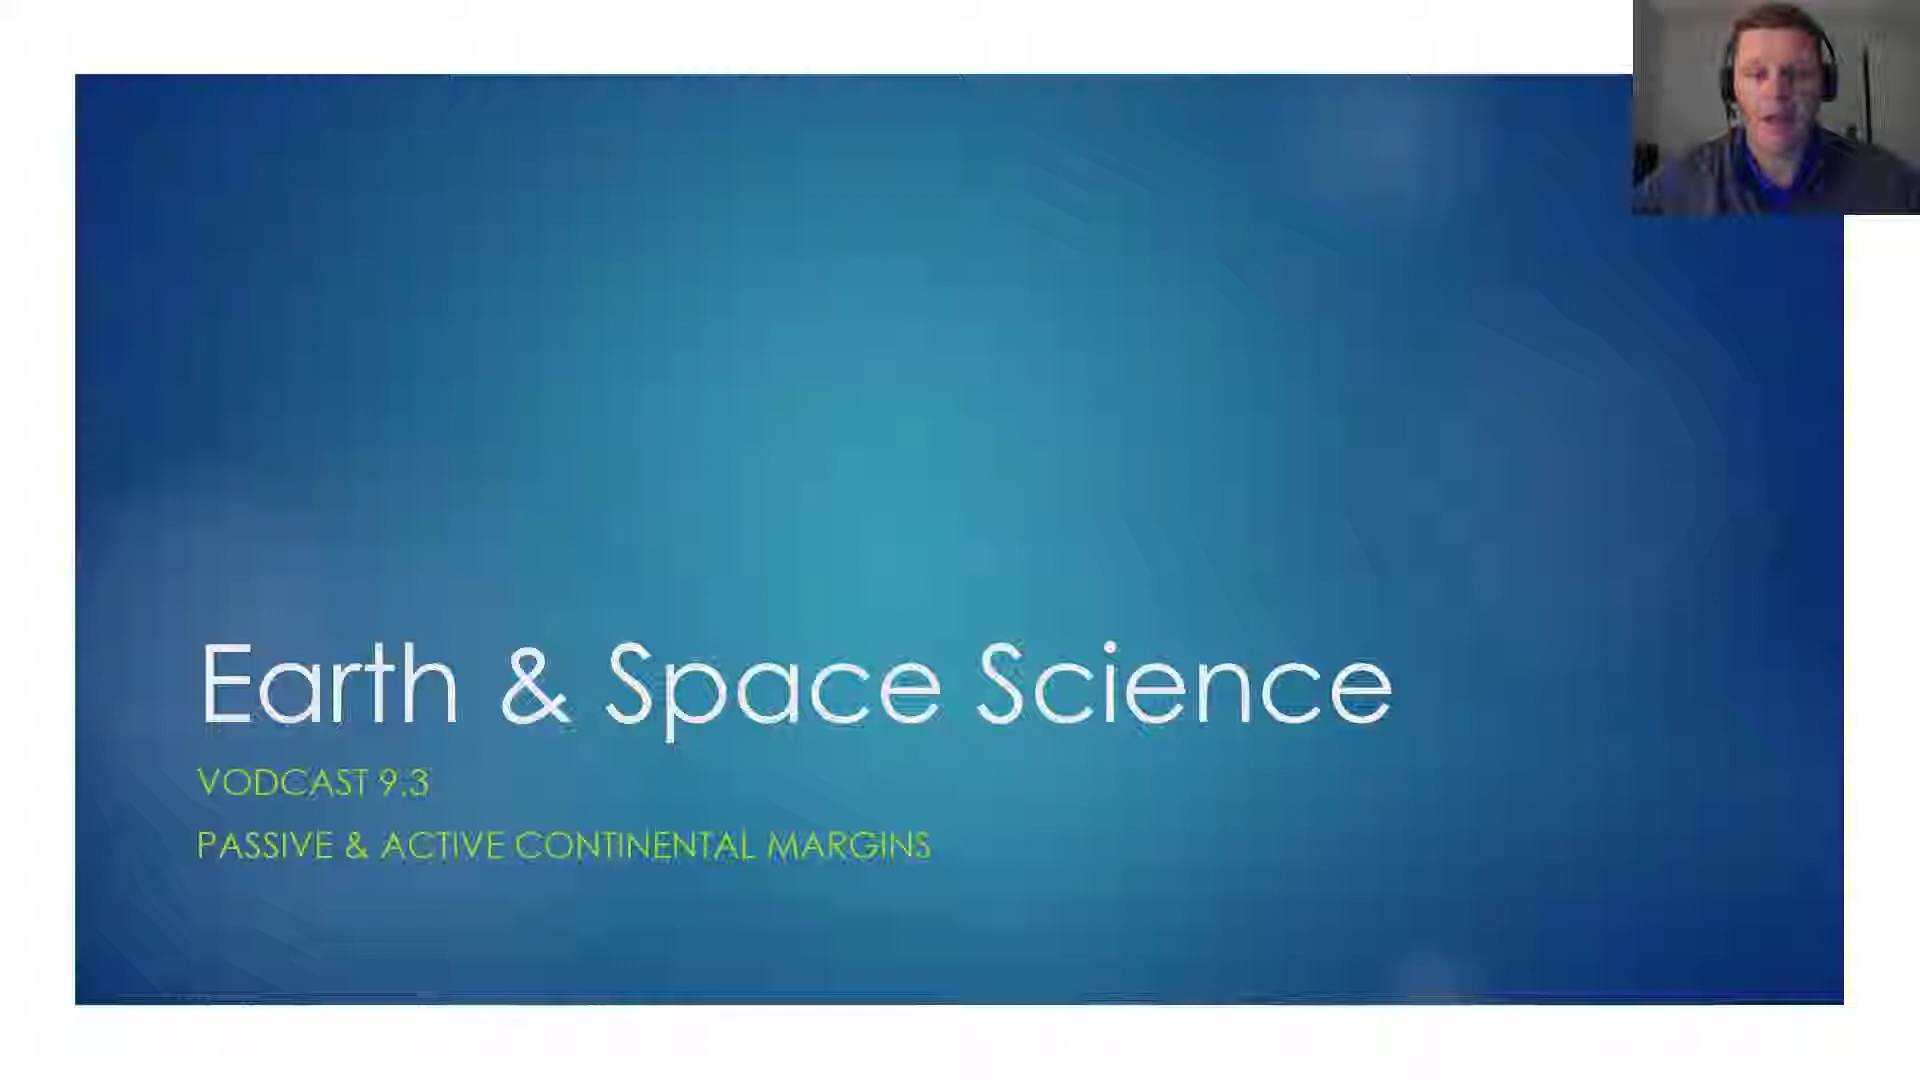 Earth & Space Science
VODCAST 9.3
PASSIVE & ACTIVE CONTINENTAL MARGINS